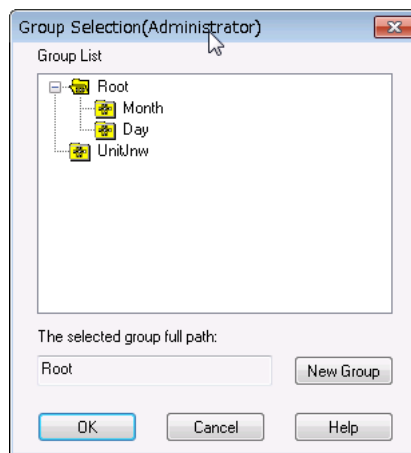 Group Selection(Administrator)
Group List
Root
Month
Day
UnitJnw
The selected group full path:
Root
New Group
OK
Cancel
Help